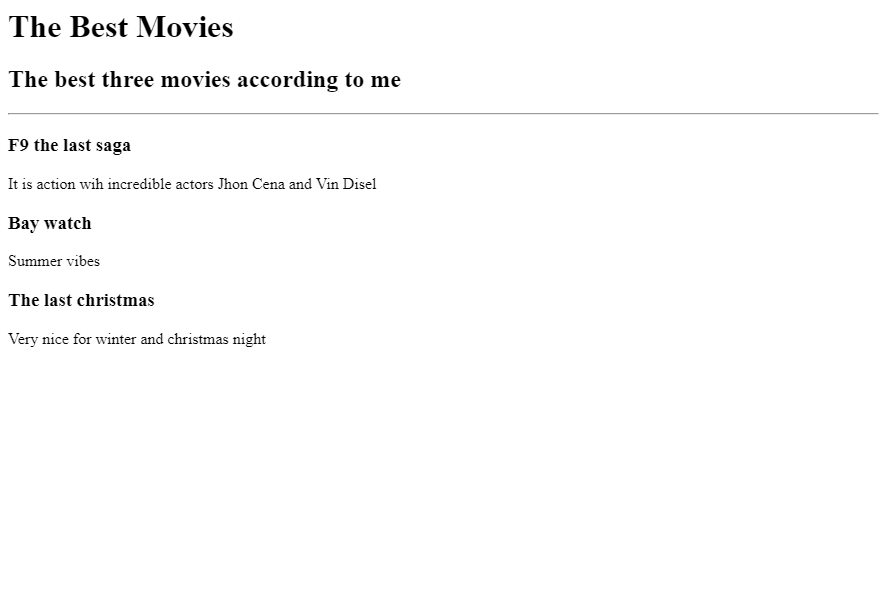 The Best Movies
The best three movies according to me
F9 the last saga
It is action wih incredible actors Jhon Cena and Vin Disel
Bay watch
Summer vibes
The last christmas
Very nice for winter and christmas night